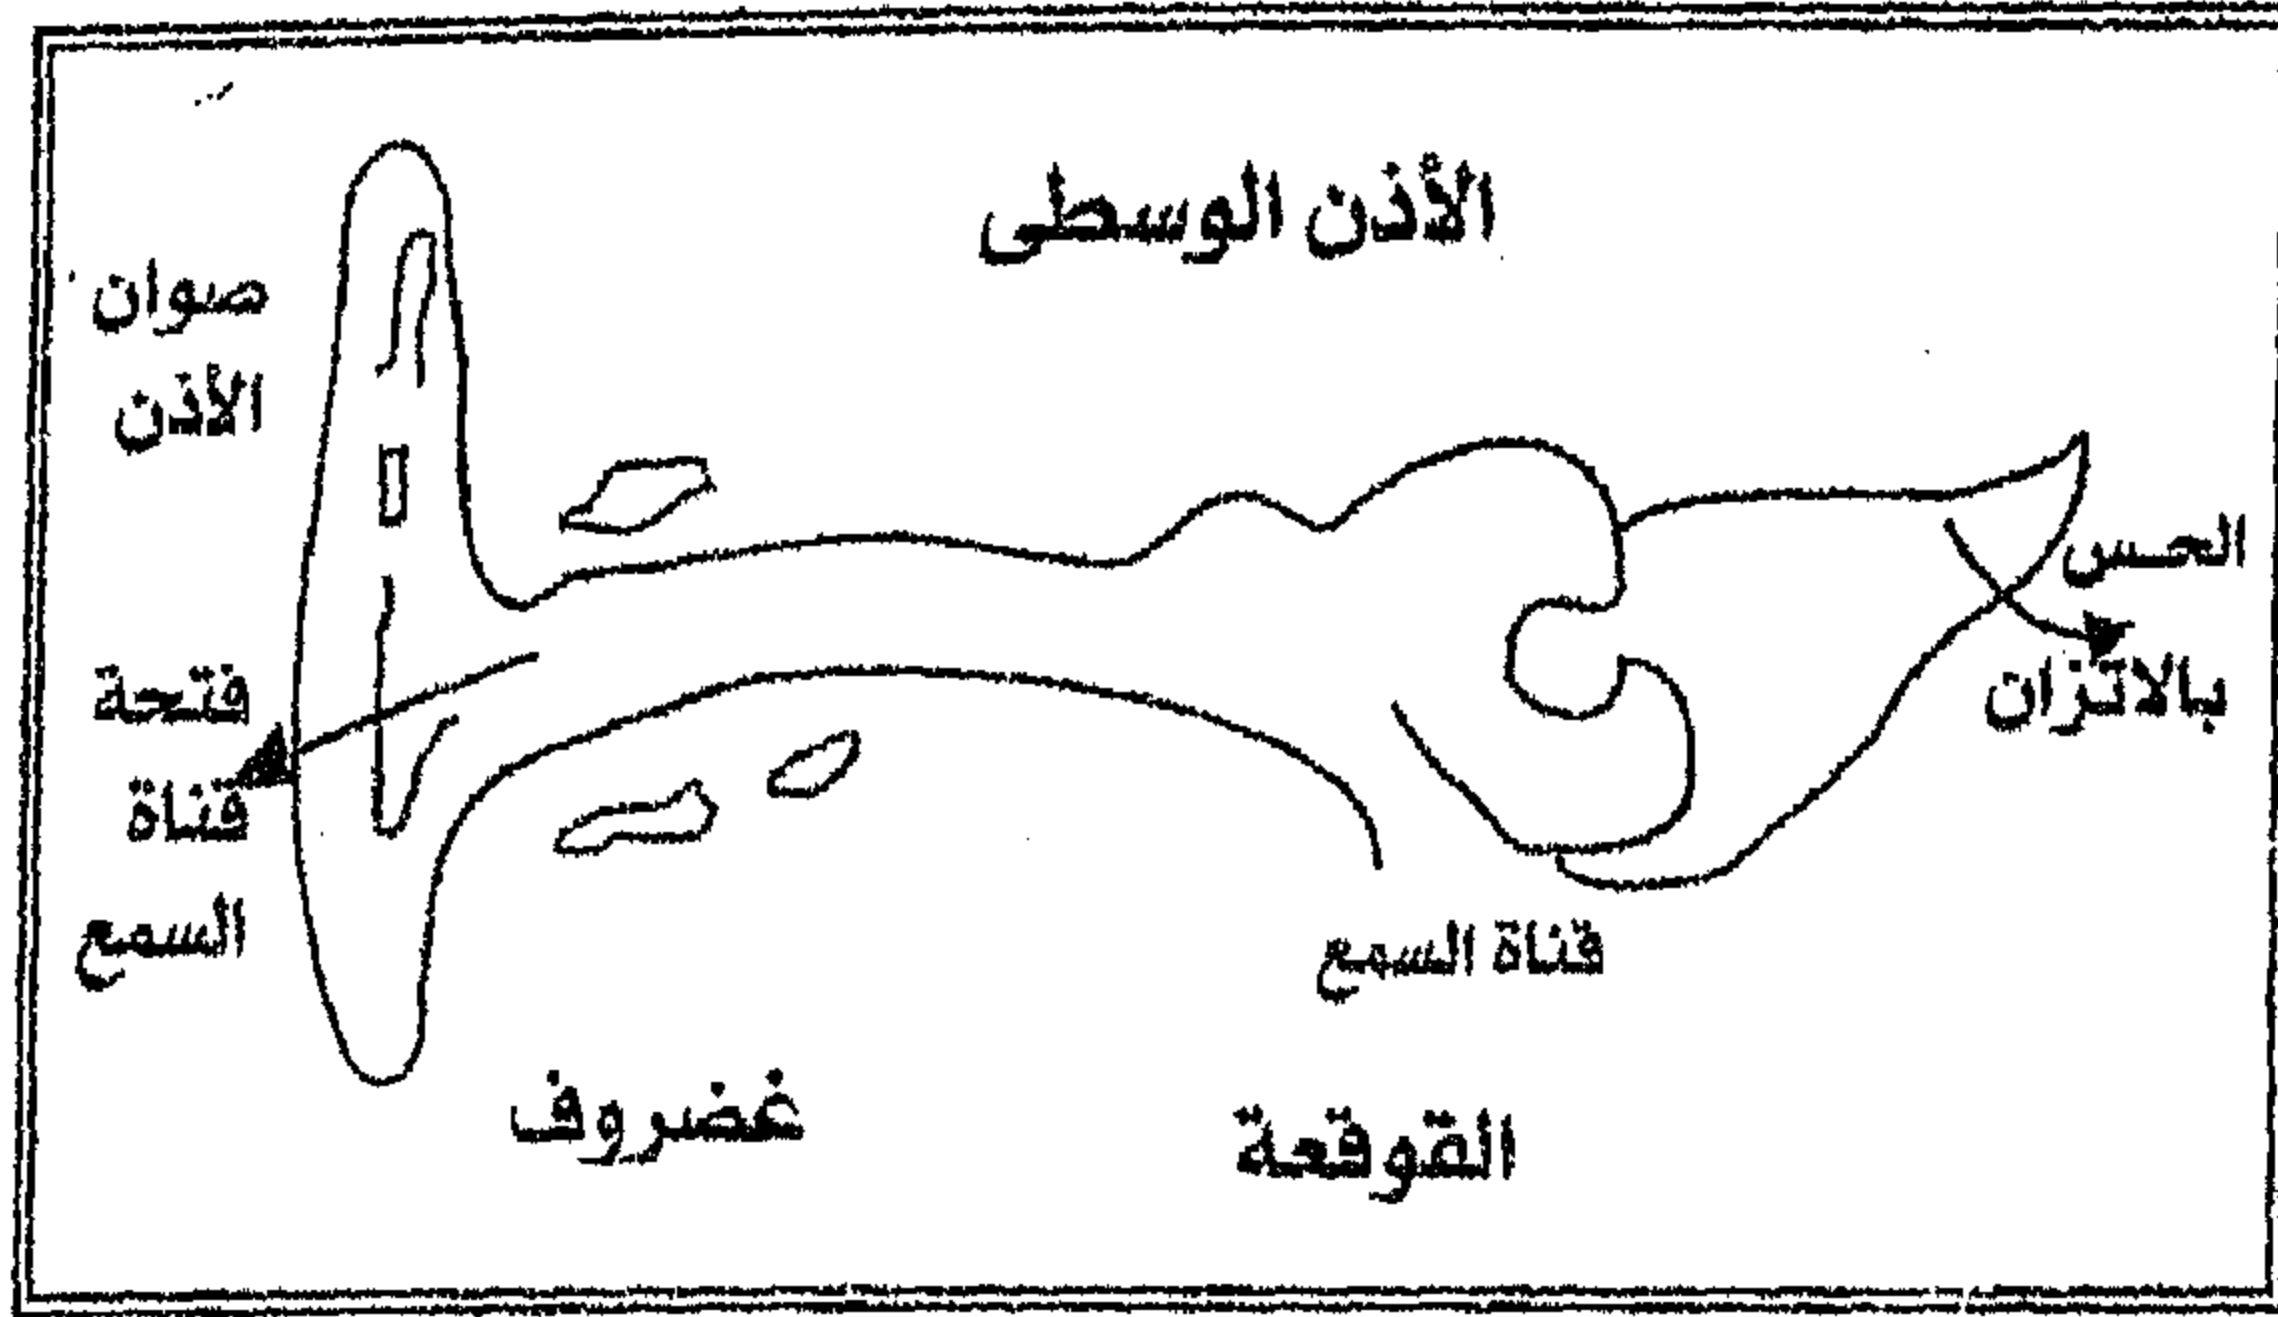 الأذن الوسطى
صوان
الأذن
الحس
بالاتزان
فتحة
قناة
السمع
قناة السمع
غضروف
القوقعة